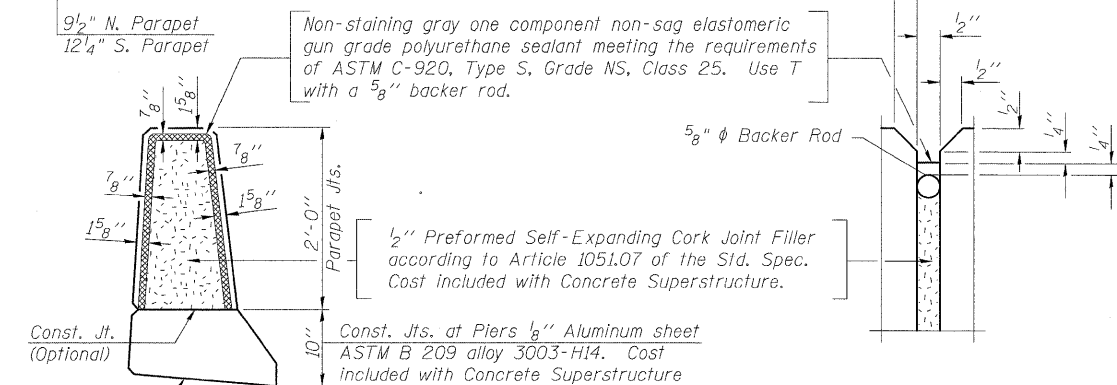 9½" N. Parapet
12¼" S. Parapet
Non-staining gray one component non-sag elastomeric
gun grade polyurethane sealant meeting the requirements
of ASTM C-920, Type S, Grade NS, Class 25. Use T
with a ⅝" backer rod.
⅞"
1⅝"
⅞"
⅞"
1⅝"
1⅝"
2'-0"
Parapet Jts.
½" Preformed Self-Expanding Cork Joint Filler
according to Article 1051.07 of the Std. Spec.
Cost included with Concrete Superstructure.
Const. Jt.
(Optional)
10"
Const. Jts. at Piers ⅛" Aluminum sheet
ASTM B 209 alloy 3003-H14. Cost
included with Concrete Superstructure
½"
½"
½"
¼"
¼"
⅝" ϕ Backer Rod